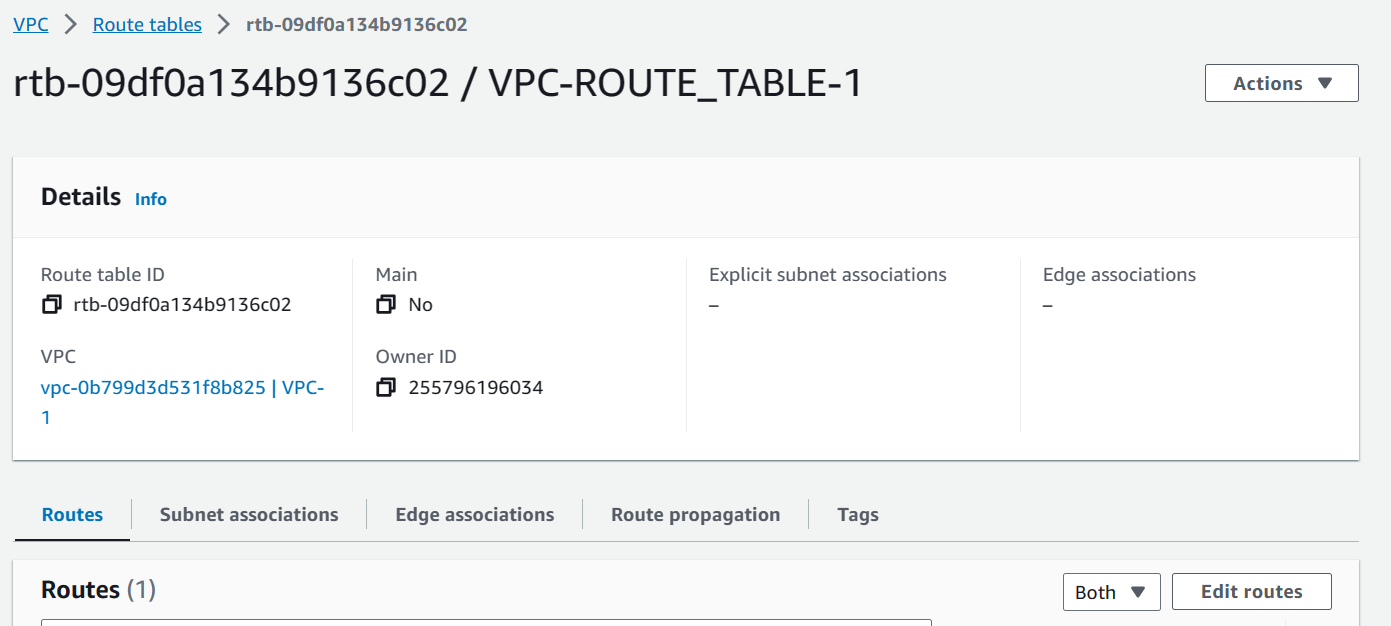 VPC > Route tables > rtb-09df0a134b9136c02
rtb-09df0a134b9136c02 / VPC-ROUTE_TABLE-1
Actions
Details Info
Route table ID
rtb-09df0a134b9136c02
Main
No
Explicit subnet associations
–
Edge associations
–
VPC
vpc-0b799d3d531f8b825 | VPC-
1
Owner ID
255796196034
Routes
Subnet associations
Edge associations
Route propagation
Tags
Routes (1)
Both
Edit routes